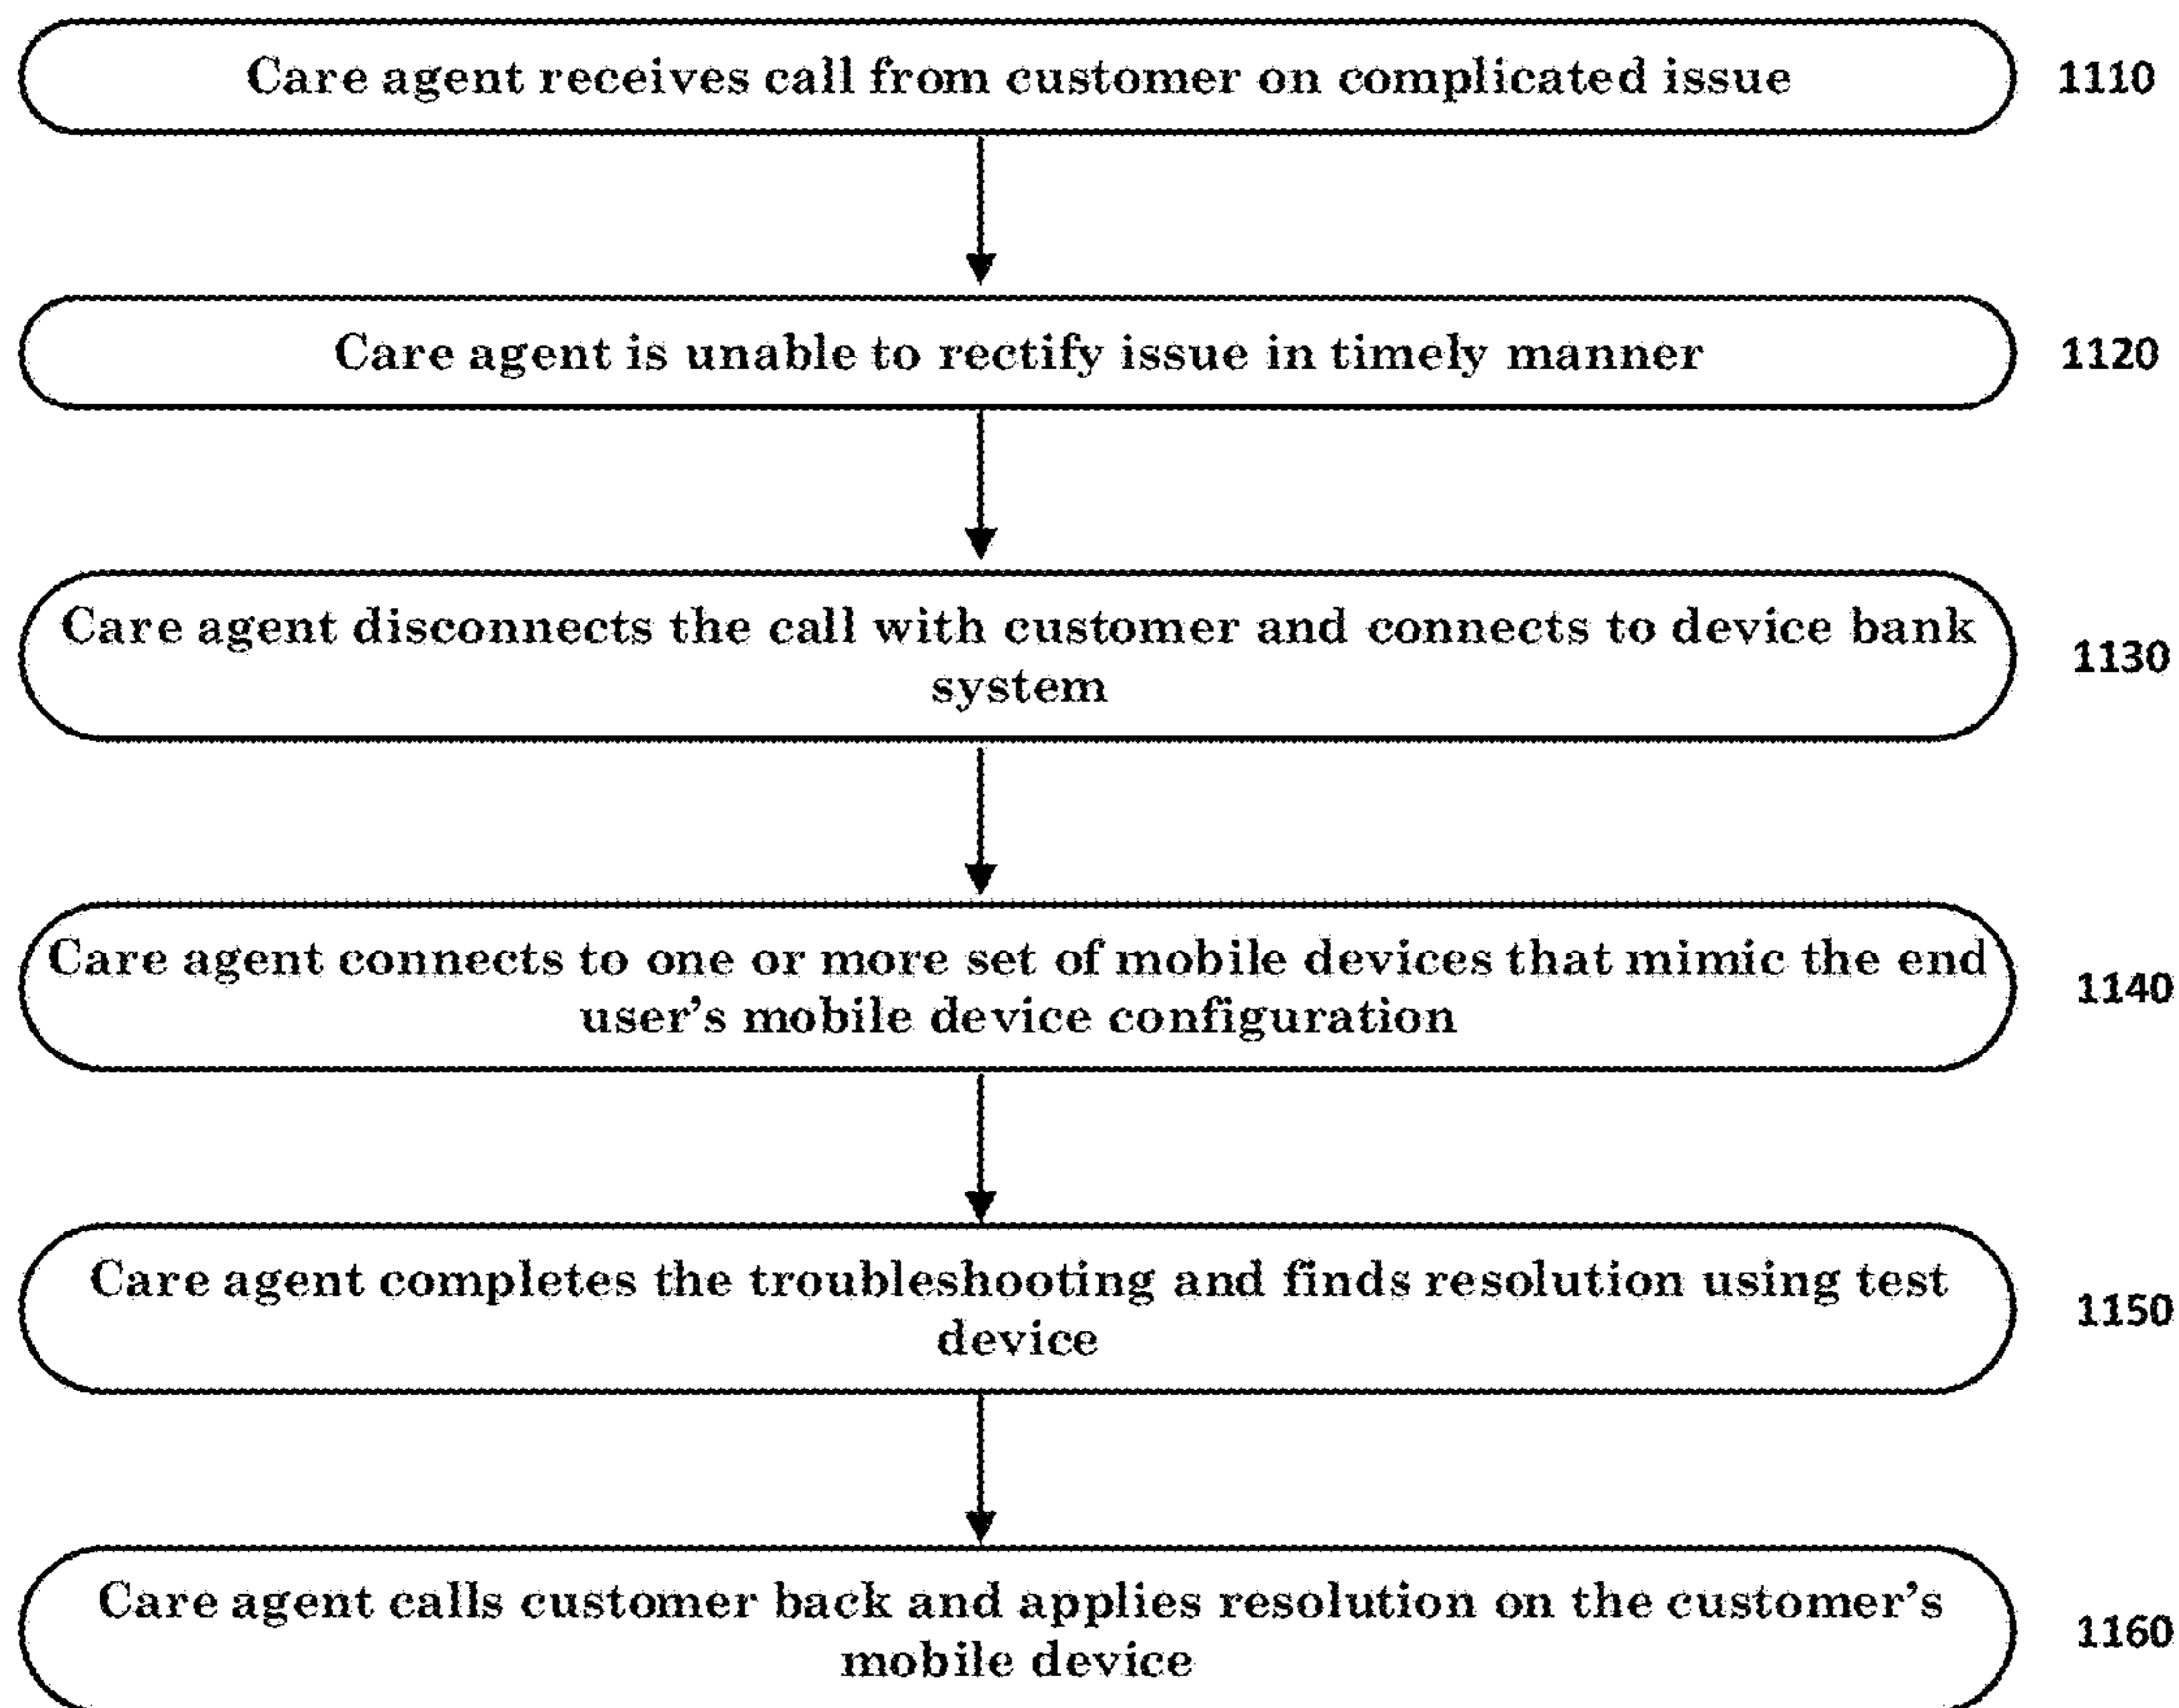 Care agent receives call from customer on complicated issue
1110
Care agent is unable to rectify issue in timely manner
1120
Care agent disconnects the call with customer and connects to device bank
system
1130
Care agent connects to one or more set of mobile devices that mimic the end
user's mobile device configuration
1140
Care agent completes the troubleshooting and finds resolution using test
device
1150
Care agent calls customer back and applies resolution on the customer's
mobile device
1160